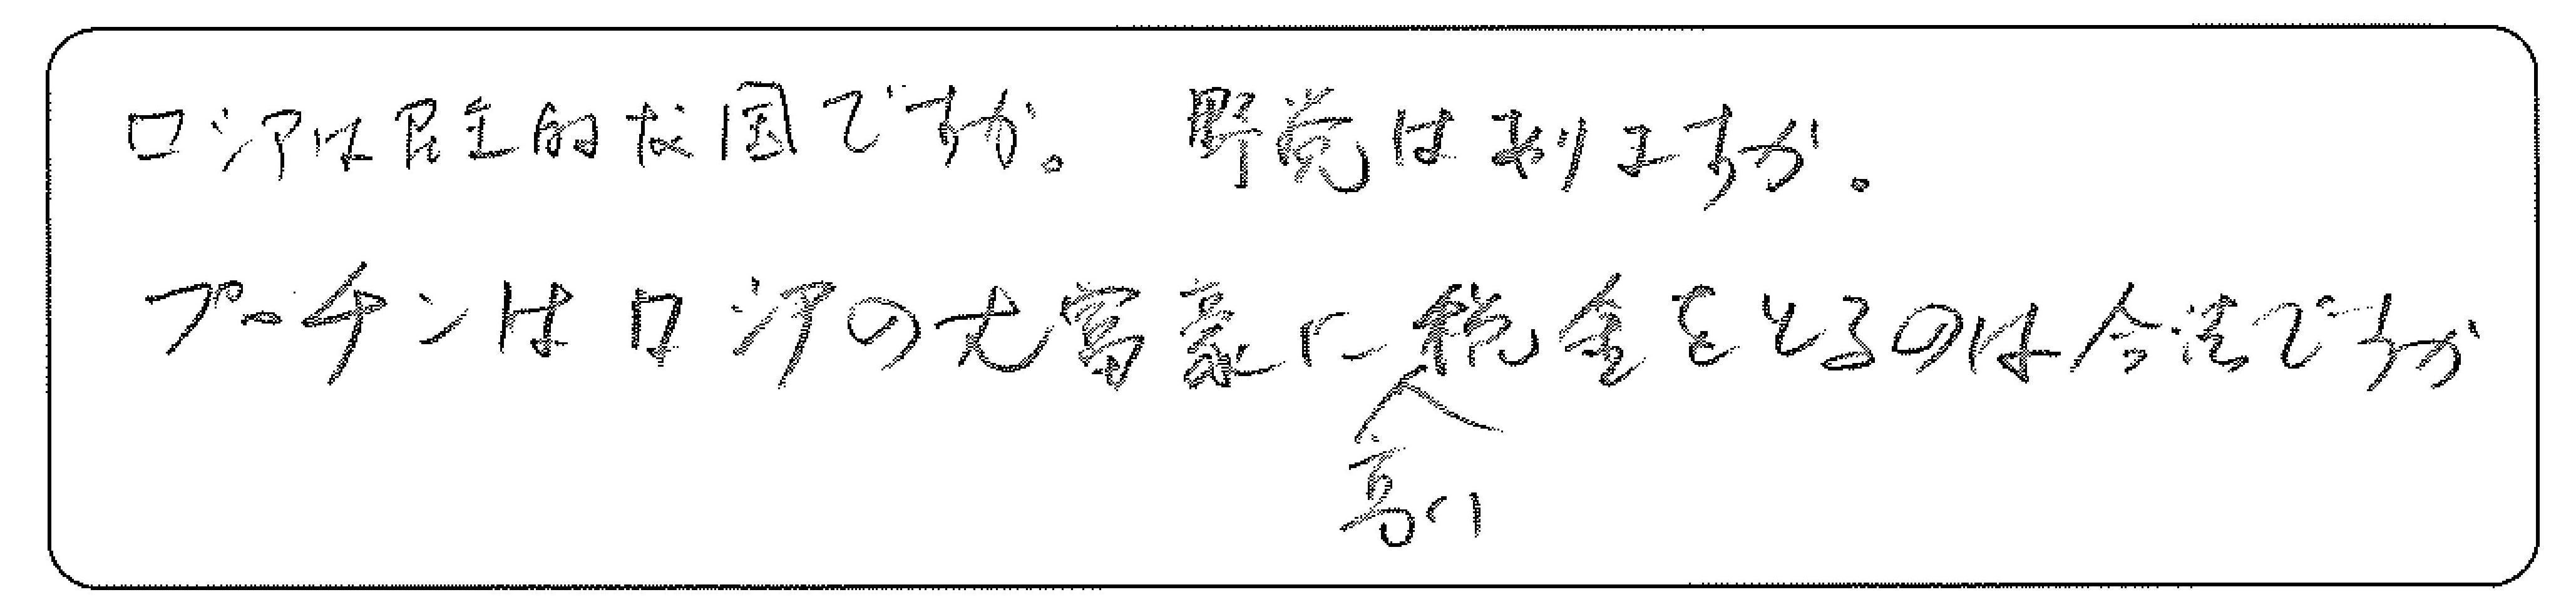 ロシアは民主的な国ですか。 野党はありますか。
プーチンはロシアの大富豪に高い税金をとるのは合法ですか